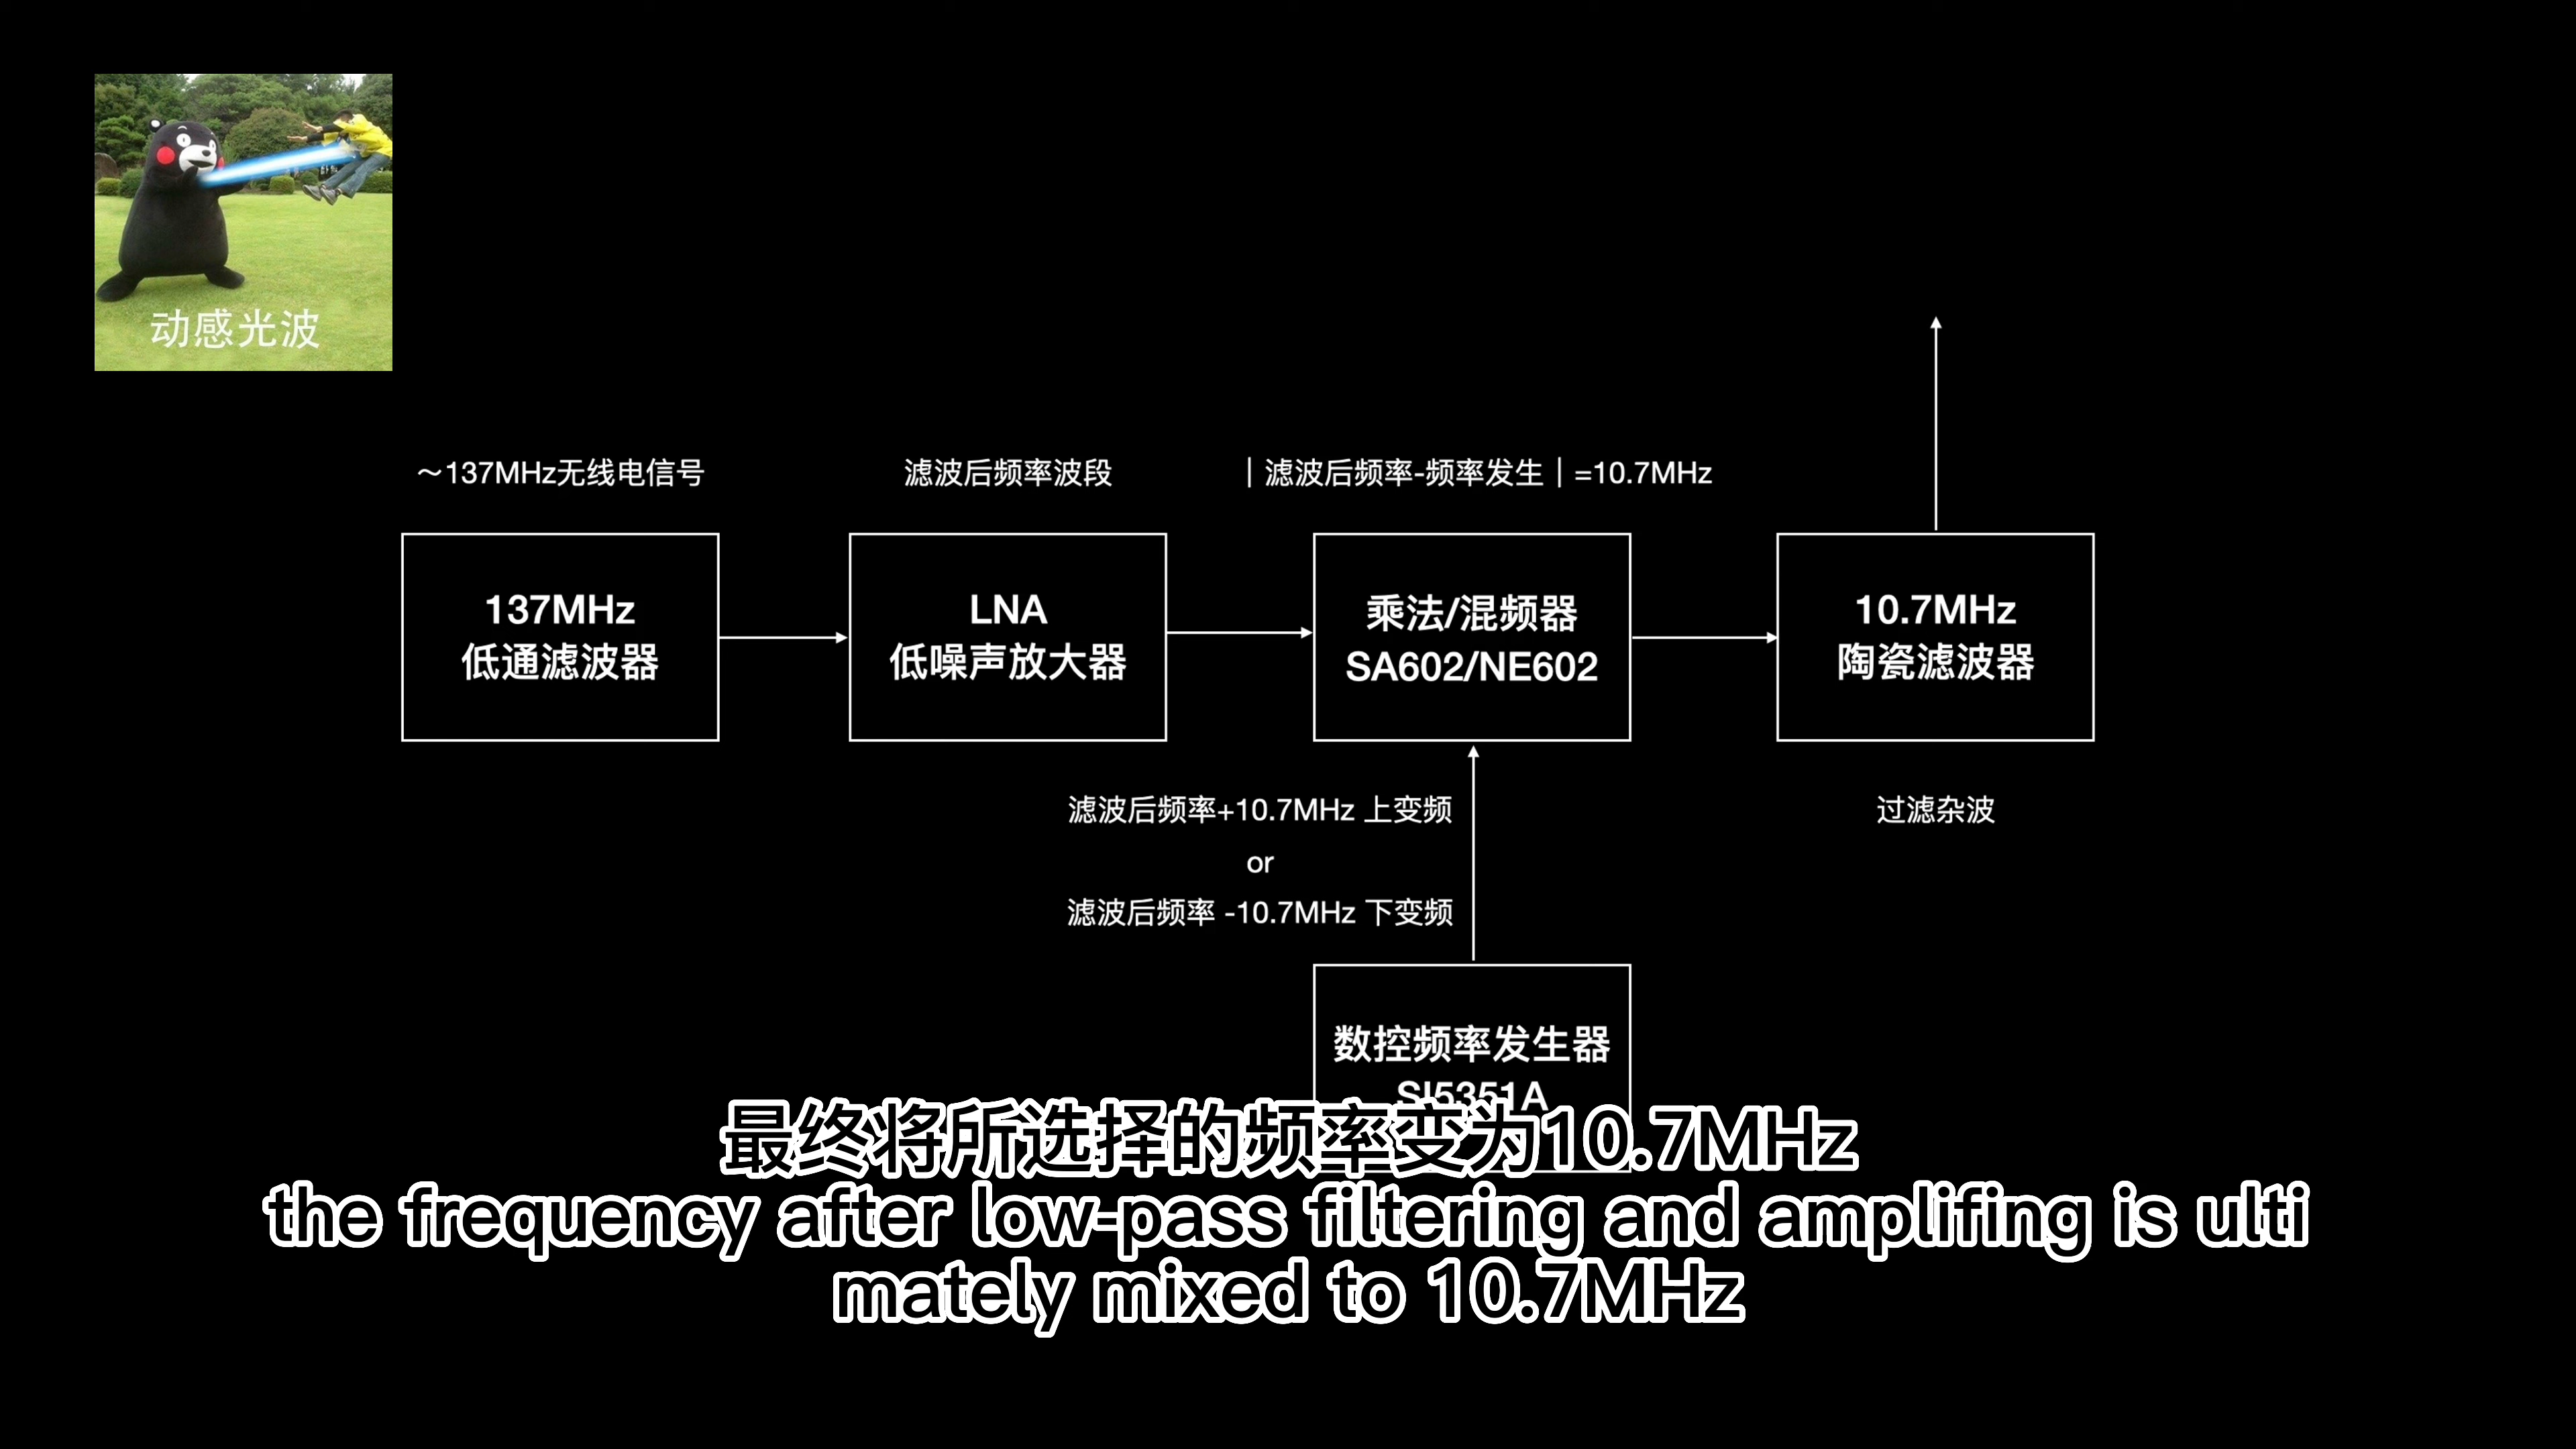 动感光波
～137MHz无线电信号
滤波后频率波段
｜滤波后频率-频率发生｜=10.7MHz
137MHz
低通滤波器
LNA
低噪声放大器
乘法/混频器
SA602/NE602
10.7MHz
陶瓷滤波器
滤波后频率+10.7MHz 上变频
or
滤波后频率 -10.7MHz 下变频
过滤杂波
数控频率发生器
SI5351A
最终将所选择的频率变为10.7MHz
the frequency after low-pass filtering and amplifing is ulti
mately mixed to 10.7MHz